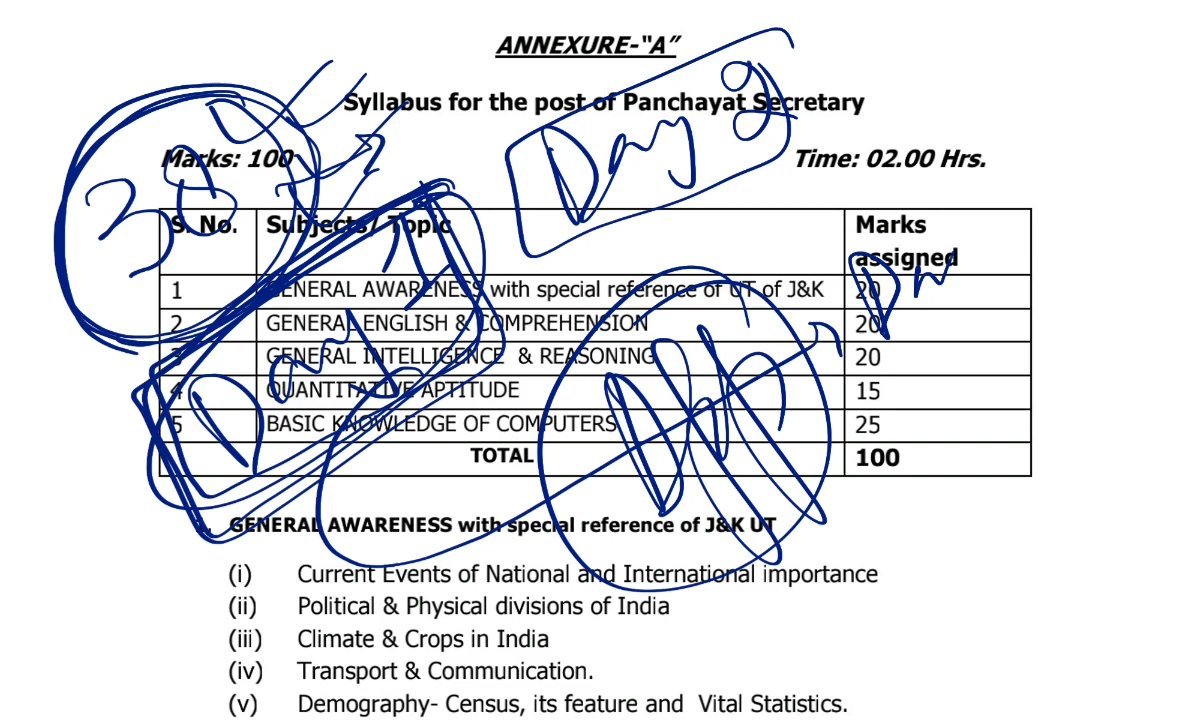 ANNEXURE-“A”
Syllabus for the post of Panchayat Secretary
Day 2
Marks: 100 Time: 02.00 Hrs.
30
S. No. Subjects/ Topic Marks assigned
1 GENERAL AWARENESS with special reference of UT of J&K 20
2 GENERAL ENGLISH & COMPREHENSION 20
3 GENERAL INTELLIGENCE & REASONING 20
4 QUANTITATIVE APTITUDE 15
5 BASIC KNOWLEDGE OF COMPUTERS 25
TOTAL 100
Day 1
GENERAL AWARENESS with special reference of J&K UT
(i) Current Events of National and International importance
(ii) Political & Physical divisions of India
(iii) Climate & Crops in India
(iv) Transport & Communication.
(v) Demography- Census, its feature and Vital Statistics.